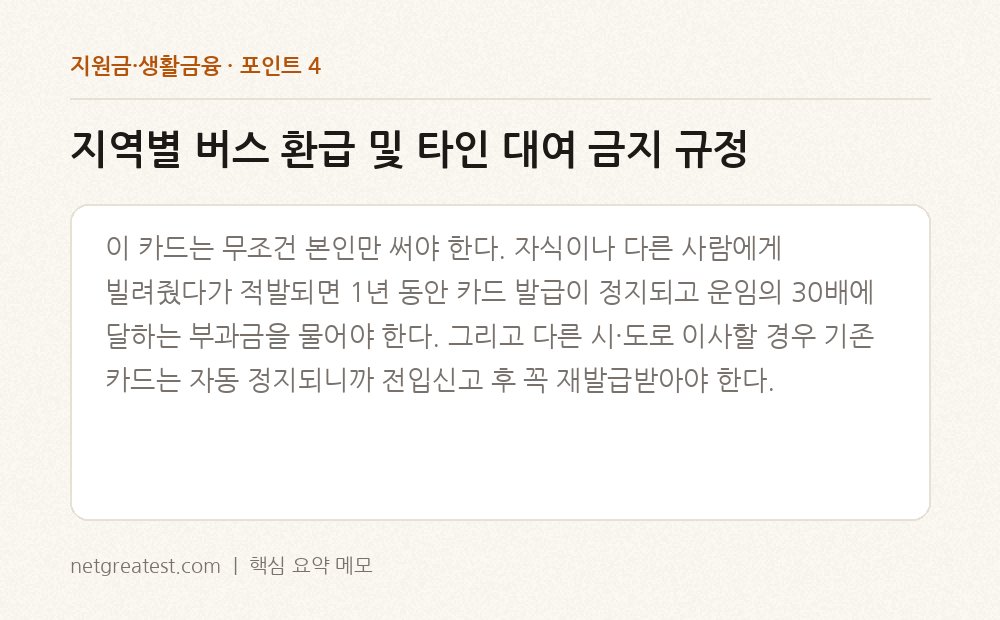 지원금·생활금융 · 포인트 4
지역별 버스 환급 및 타인 대여 금지 규정
이 카드는 무조건 본인만 써야 한다. 자식이나 다른 사람에게
빌려줬다가 적발되면 1년 동안 카드 발급이 정지되고 운임의 30배에
달하는 부과금을 물어야 한다. 그리고 다른 시·도로 이사할 경우 기존
카드는 자동 정지되니까 전입신고 후 꼭 재발급받아야 한다.
netgreatest.com | 핵심 요약 메모